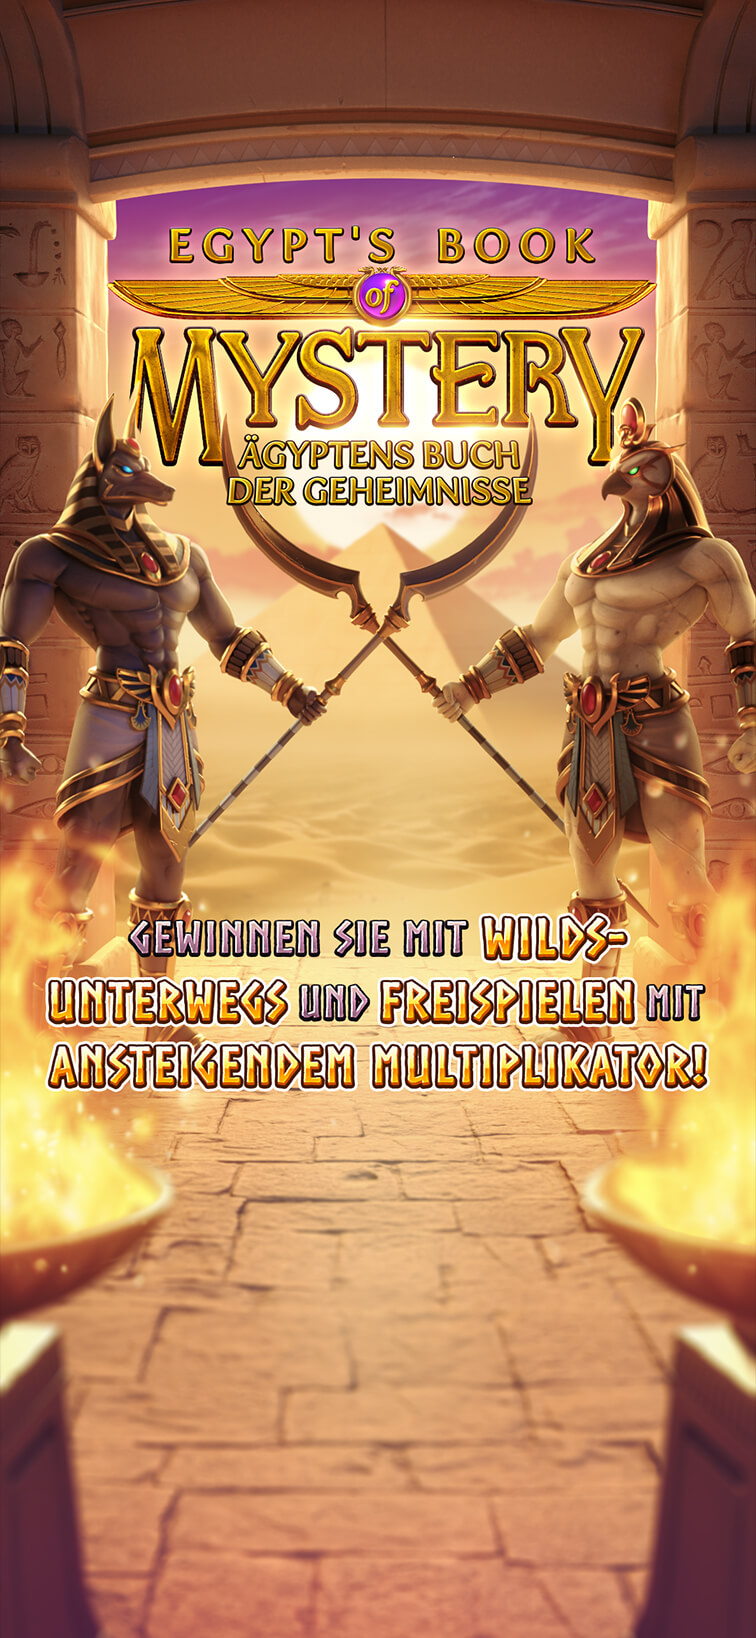 EGYPT'S BOOK
of
MYSTERY
ÄGYPTENS BUCH
DER GEHEIMNISSE
GEWINNEN SIE MIT WILDS-
UNTERWEGS UND FREISPIELEN MIT
ANSTEIGENDEM MULTIPLIKATOR!